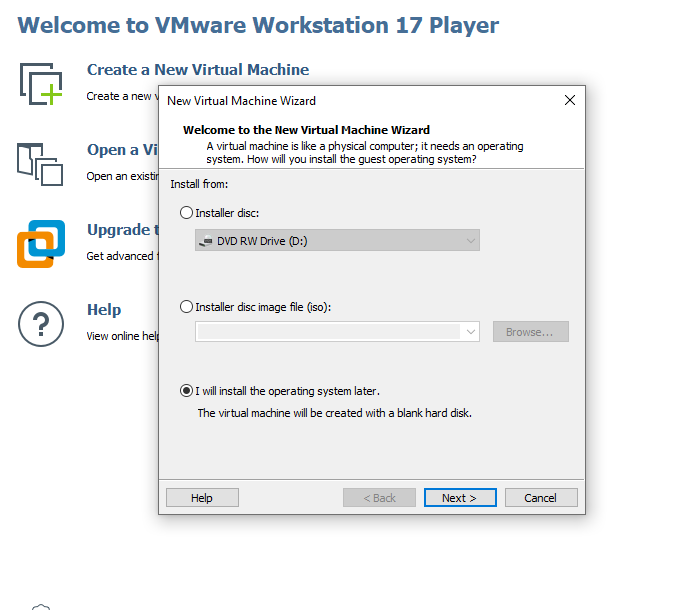 Welcome to VMware Workstation 17 Player
Create a New Virtual Machine
Create a new
New Virtual Machine Wizard
Welcome to the New Virtual Machine Wizard
A virtual machine is like a physical computer; it needs an operating
system. How will you install the guest operating system?
Open a
Open an
Install from:
Installer disc:
DVD RW Drive (D:)
Upgrade
Get advanced
Installer disc image file (iso):
Browse...
Help
?
View online
I will install the operating system later.
The virtual machine will be created with a blank hard disk.
Help
< Back
Next >
Cancel